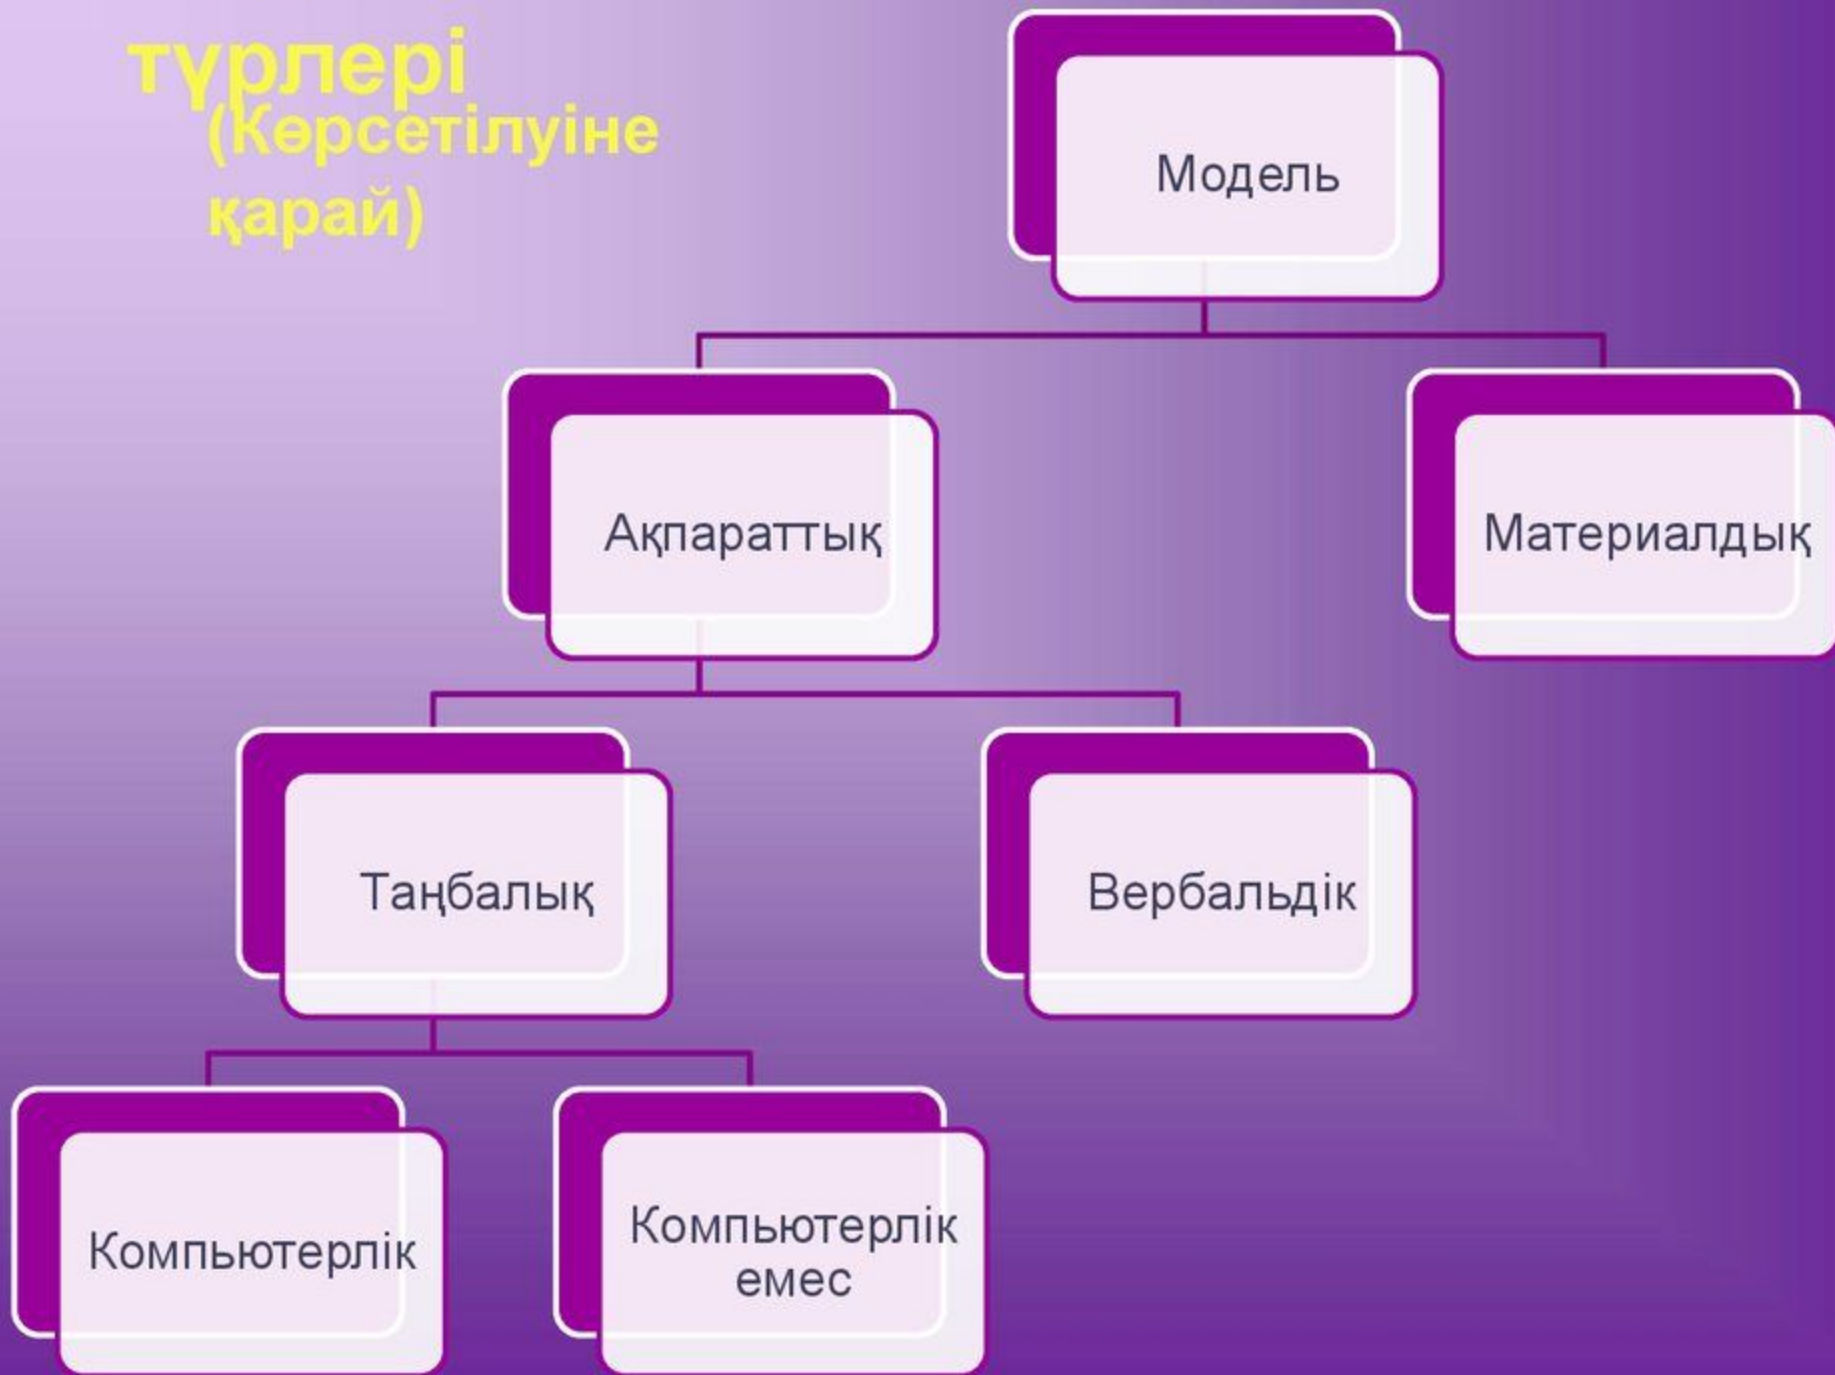 түрлері
(Көрсетілуіне
қарай)
Модель
Ақпараттық
Материалдық
Таңбалық
Вербальдік
Компьютерлік
Компьютерлік
емес